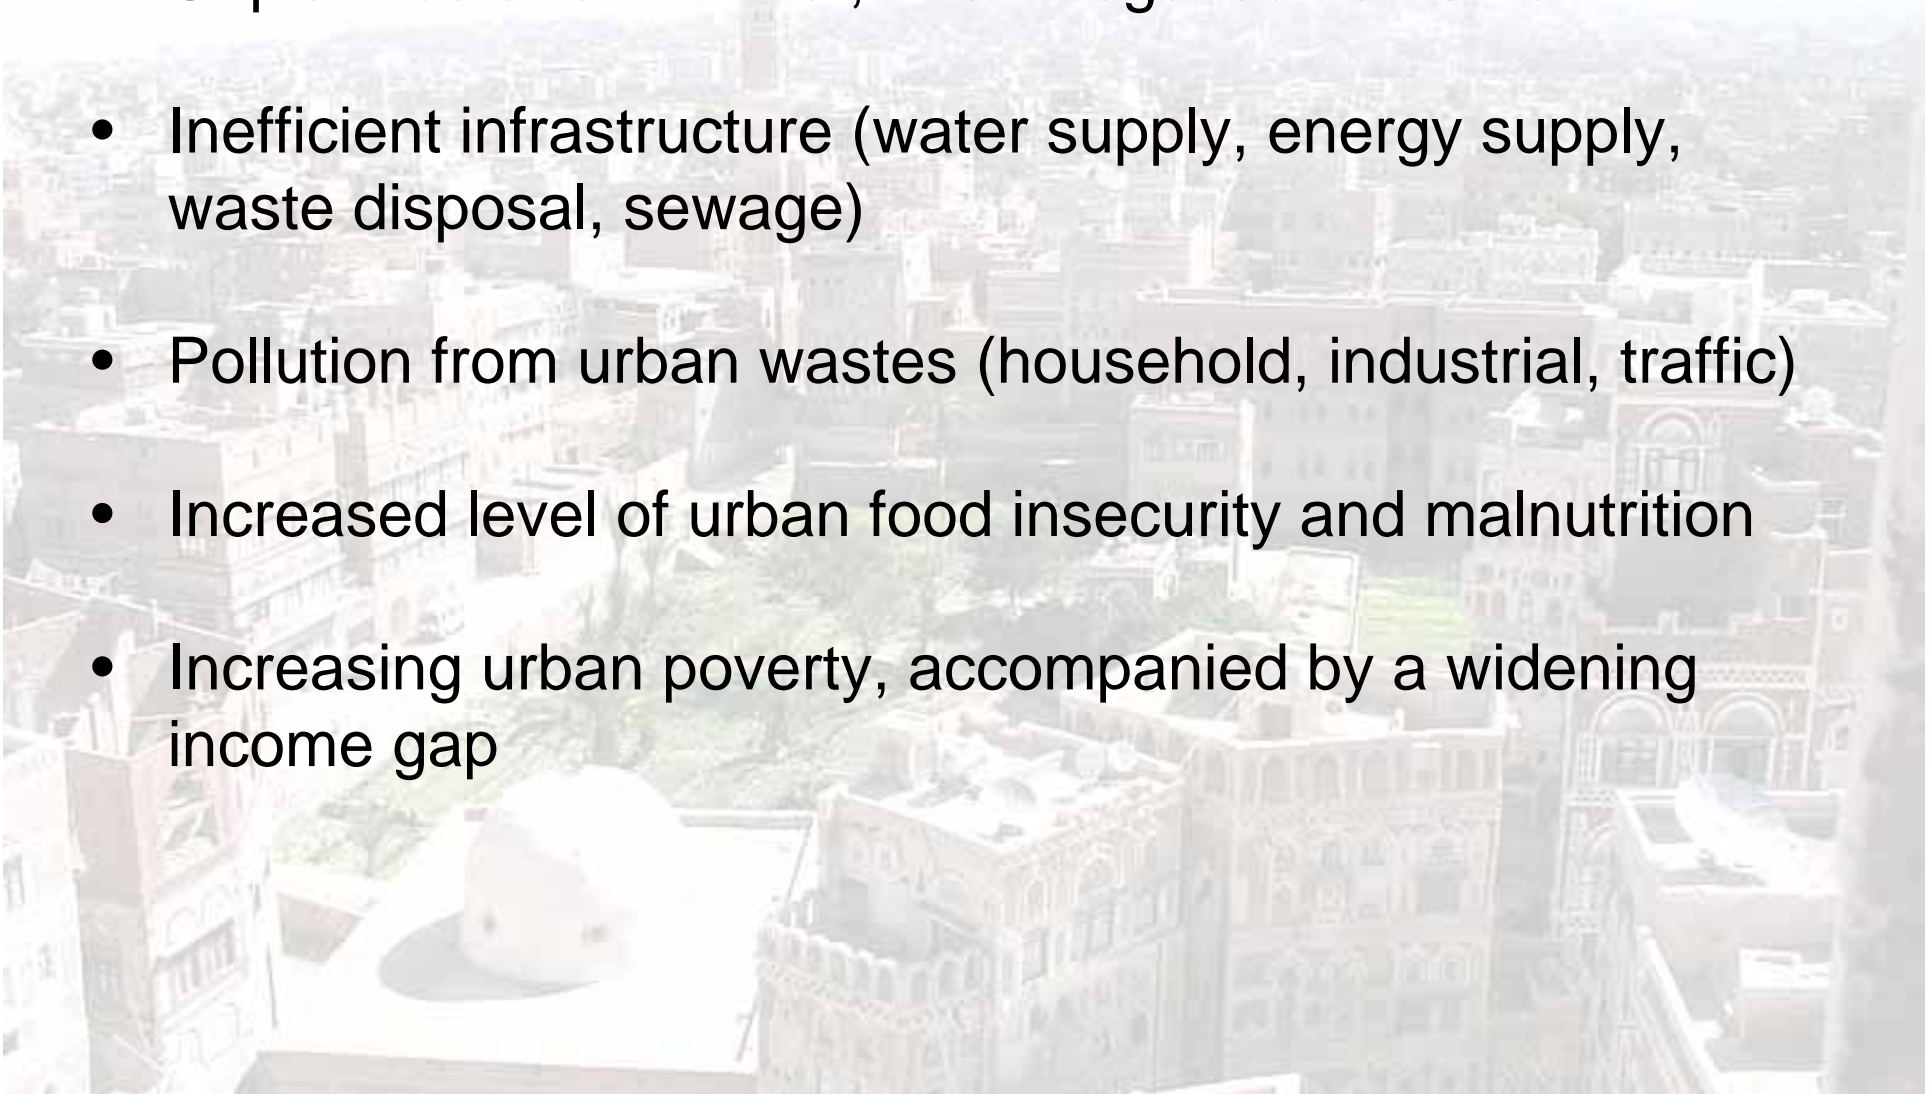 • Inefficient infrastructure (water supply, energy supply,
waste disposal, sewage)
• Pollution from urban wastes (household, industrial, traffic)
• Increased level of urban food insecurity and malnutrition
• Increasing urban poverty, accompanied by a widening
income gap